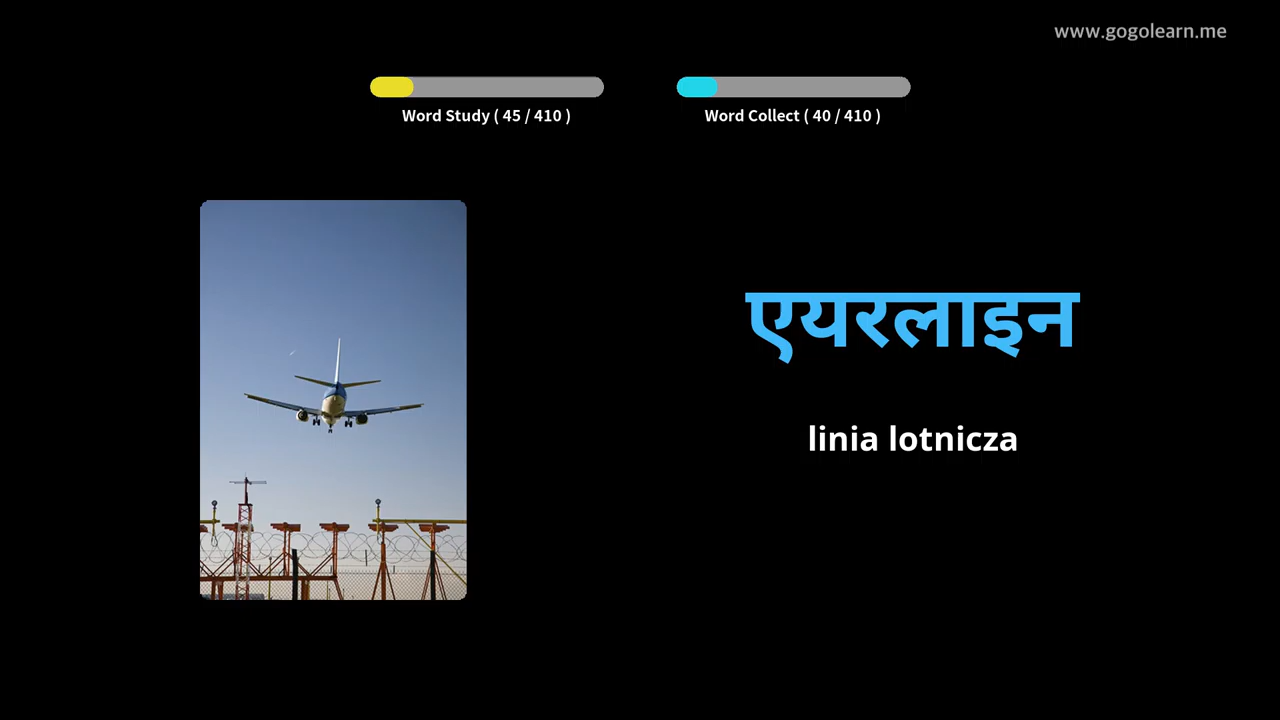 www.gogolearn.me
Word Study ( 45 / 410 )
Word Collect ( 40 / 410 )
एयरलाइन
linia lotnicza